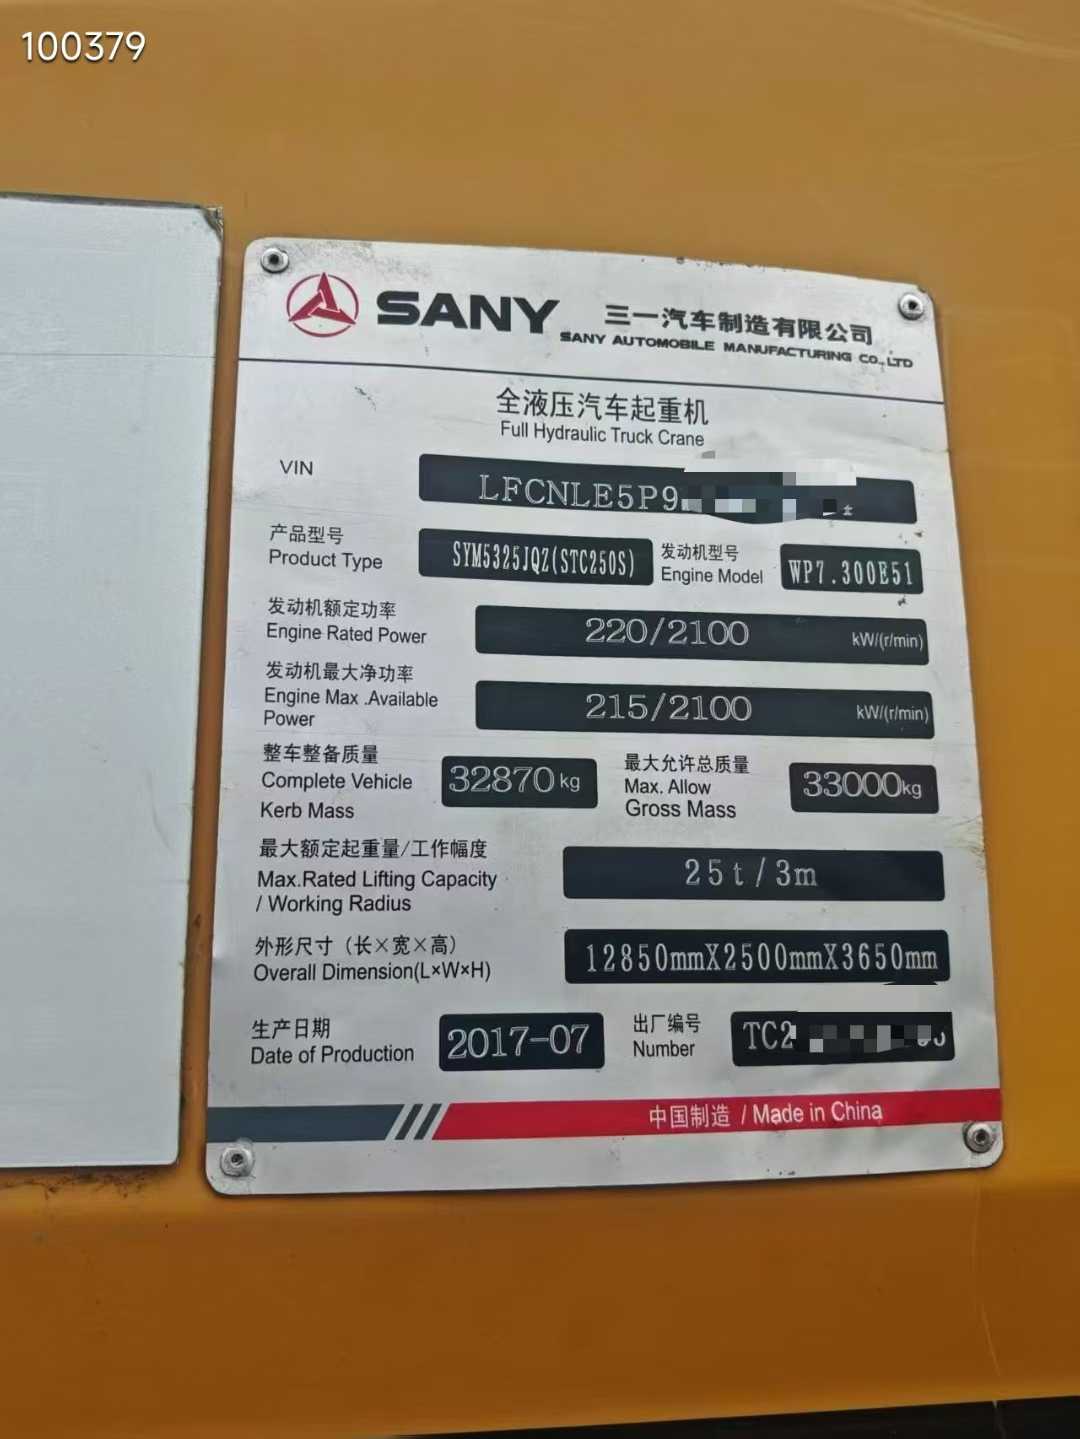 100379
SANY 三一汽车制造有限公司
SANY AUTOMOBILE MANUFACTURING CO.,LTD
全液压汽车起重机
Full Hydraulic Truck Crane
VIN LFCNLE5P9
产品型号 发动机型号
Product Type SYM5325JQZ(STC250S) Engine Model WP7.300E51
发动机额定功率
Engine Rated Power 220/2100 kW/(r/min)
发动机最大净功率
Engine Max .Available
Power 215/2100 kW/(r/min)
整车整备质量 最大允许总质量
Complete Vehicle 32870 kg Max. Allow 33000kg
Kerb Mass Gross Mass
最大额定起重量/工作幅度
Max.Rated Lifting Capacity 25t/3m
/ Working Radius
外形尺寸（长×宽×高）
Overall Dimension(L×W×H) 12850mmX2500mmX3650mm
生产日期 出厂编号
Date of Production 2017-07 Number TC2
中国制造 / Made in China